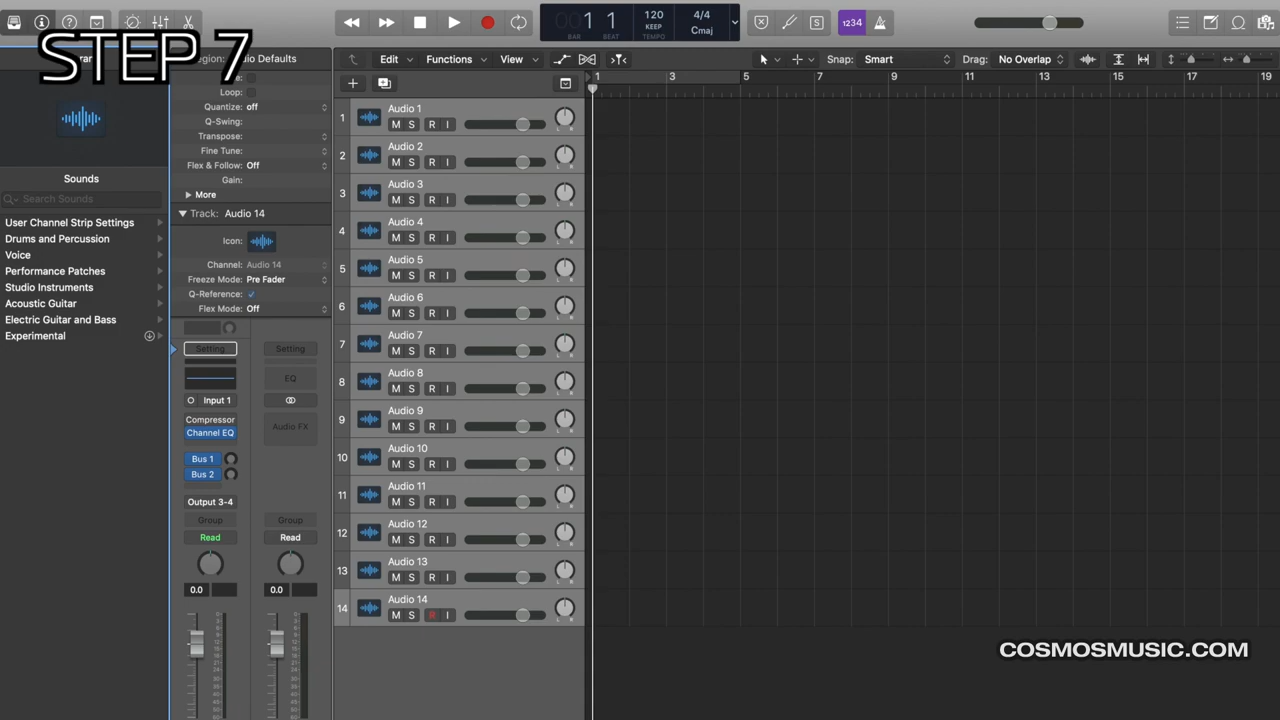 STEP 7
1 1
BAR BEAT
120
KEEP
TEMPO
4/4
Cmaj
S
1234
Region: Audio Defaults
Loop:
Quantize: off
Q-Swing:
Transpose:
Fine Tune:
Flex & Follow: Off
Gain:
More
Track: Audio 14
Icon:
Channel: Audio 14
Freeze Mode: Pre Fader
Q-Reference:
Flex Mode: Off
Sounds
Search Sounds
User Channel Strip Settings
Drums and Percussion
Voice
Performance Patches
Studio Instruments
Acoustic Guitar
Electric Guitar and Bass
Experimental
Setting Setting
EQ
Input 1
Compressor
Channel EQ
Audio FX
Bus 1
Bus 2
Output 3-4
Group Group
Read Read
0.0 0.0
Edit Functions View
Snap: Smart
Drag: No Overlap
1 3 5 7 9 11 13 15 17 19
1 Audio 1
M S R I
2 Audio 2
M S R I
3 Audio 3
M S R I
4 Audio 4
M S R I
5 Audio 5
M S R I
6 Audio 6
M S R I
7 Audio 7
M S R I
8 Audio 8
M S R I
9 Audio 9
M S R I
10 Audio 10
M S R I
11 Audio 11
M S R I
12 Audio 12
M S R I
13 Audio 13
M S R I
14 Audio 14
M S R I
COSMOSMUSIC.COM